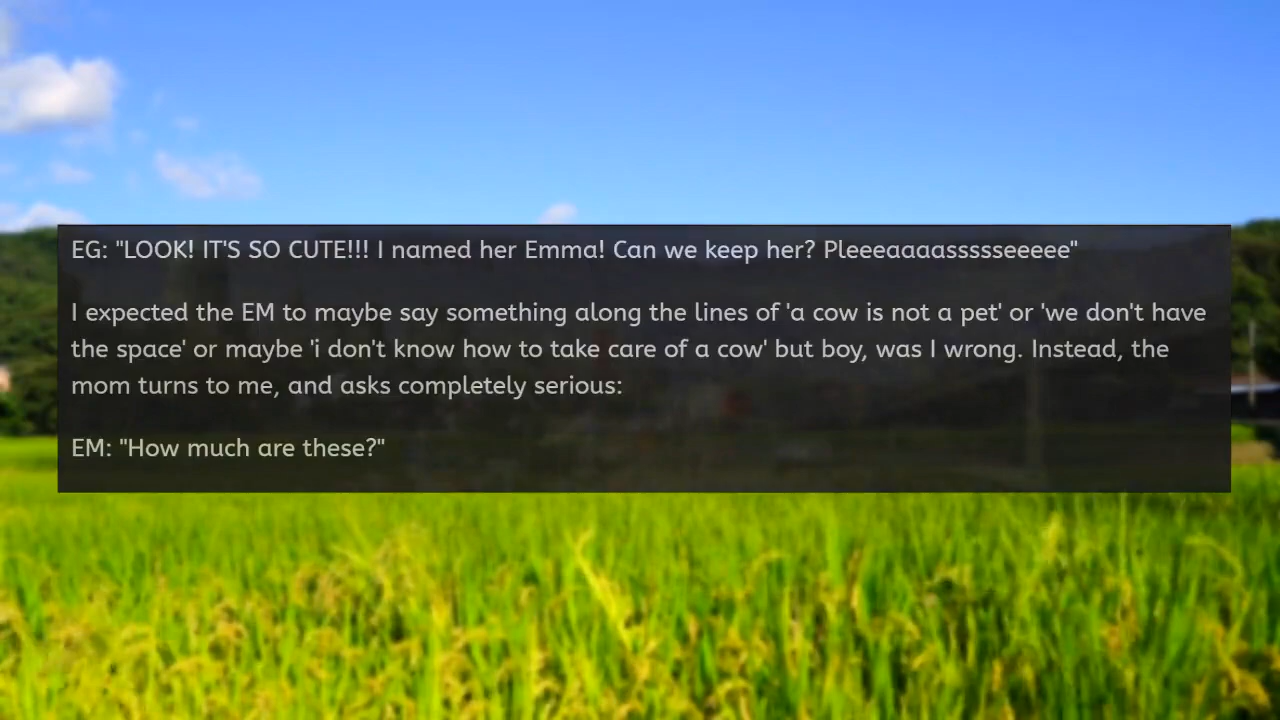 EG: "LOOK! IT'S SO CUTE!!! I named her Emma! Can we keep her? Pleeeaaaassssseeeee"
I expected the EM to maybe say something along the lines of 'a cow is not a pet' or 'we don't have
the space' or maybe 'i don't know how to take care of a cow' but boy, was I wrong. Instead, the
mom turns to me, and asks completely serious:
EM: "How much are these?"